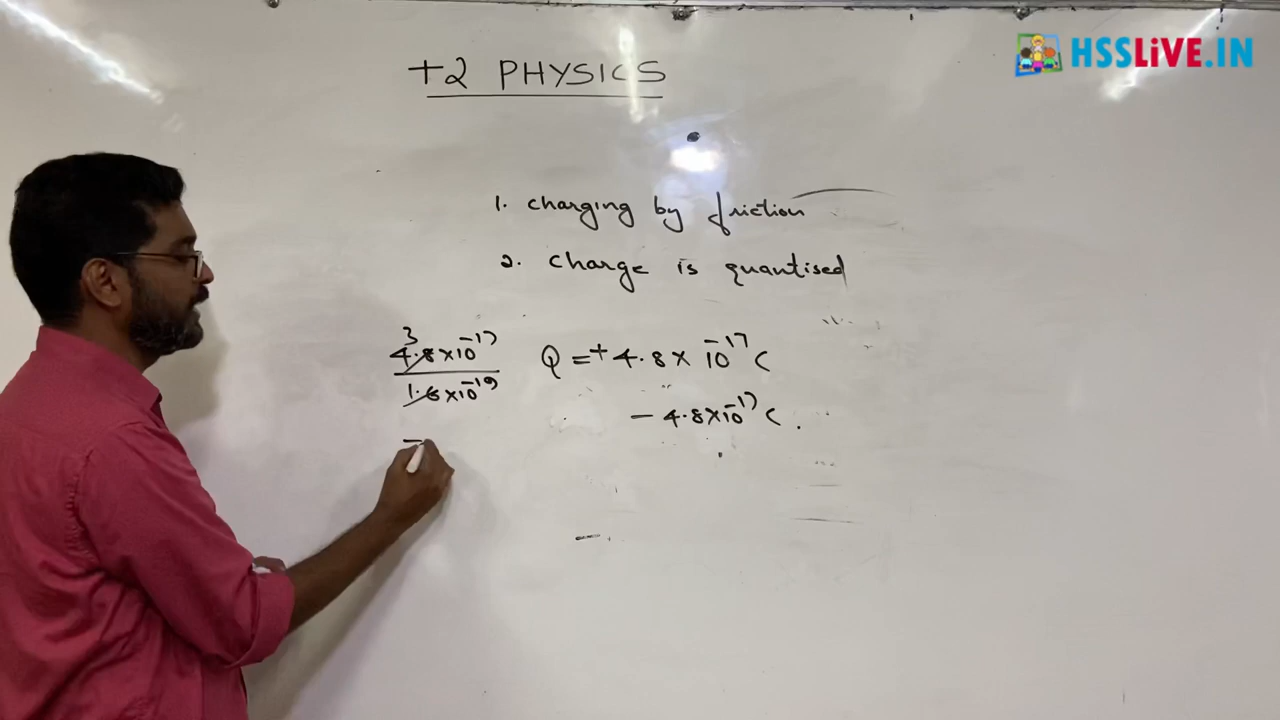 HSSLiVE.IN
+2 PHYSICS
1. charging by friction
2. charge is quantised
3
4.8 x 10⁻¹⁷
1.6 x 10⁻¹⁹
Q = + 4.8 x 10⁻¹⁷ C
- 4.8 x 10⁻¹⁷ C .